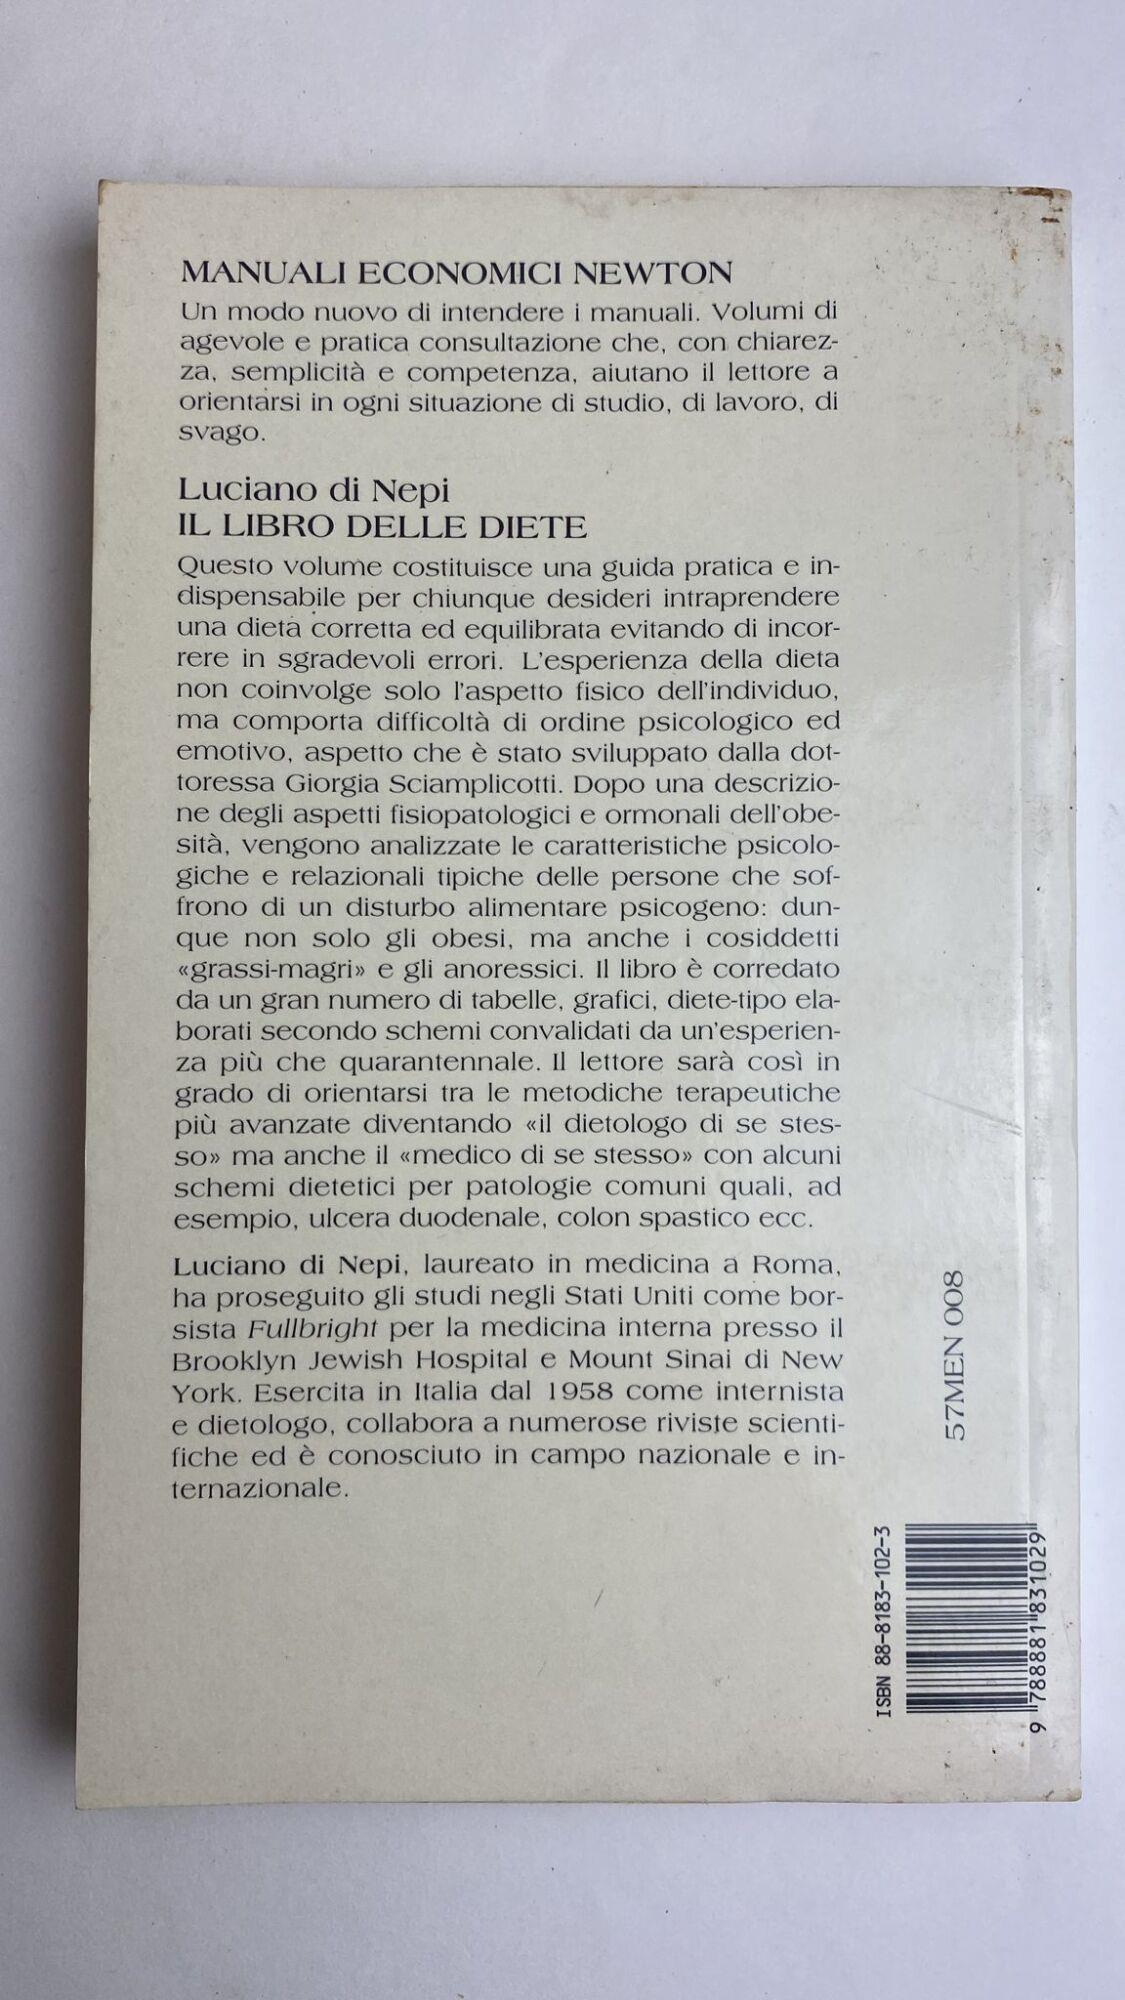 MANUALI ECONOMICI NEWTON
Un modo nuovo di intendere i manuali. Volumi di
agevole e pratica consultazione che, con chiarez-
za, semplicità e competenza, aiutano il lettore a
orientarsi in ogni situazione di studio, di lavoro, di
svago.
Luciano di Nepi
IL LIBRO DELLE DIETE
Questo volume costituisce una guida pratica e in-
dispensabile per chiunque desideri intraprendere
una dieta corretta ed equilibrata evitando di incor-
rere in sgradevoli errori. L'esperienza della dieta
non coinvolge solo l'aspetto fisico dell'individuo,
ma comporta difficoltà di ordine psicologico ed
emotivo, aspetto che è stato sviluppato dalla dot-
toressa Giorgia Sciamplicotti. Dopo una descrizio-
ne degli aspetti fisiopatologici e ormonali dell'obe-
sità, vengono analizzate le caratteristiche psicolo-
giche e relazionali tipiche delle persone che sof-
frono di un disturbo alimentare psicogeno: dun-
que non solo gli obesi, ma anche i cosiddetti
«grassi-magri» e gli anoressici. Il libro è corredato
da un gran numero di tabelle, grafici, diete-tipo ela-
borati secondo schemi convalidati da un'esperien-
za più che quarantennale. Il lettore sarà così in
grado di orientarsi tra le metodiche terapeutiche
più avanzate diventando «il dietologo di se stes-
so» ma anche il «medico di se stesso» con alcuni
schemi dietetici per patologie comuni quali, ad
esempio, ulcera duodenale, colon spastico ecc.
Luciano di Nepi, laureato in medicina a Roma,
ha proseguito gli studi negli Stati Uniti come bor-
sista Fullbright per la medicina interna presso il
Brooklyn Jewish Hospital e Mount Sinai di New
York. Esercita in Italia dal 1958 come internista
e dietologo, collabora a numerose riviste scienti-
fiche ed è conosciuto in campo nazionale e in-
ternazionale.
57MEN 008
ISBN 88-8183-102-3
9 788881 831029